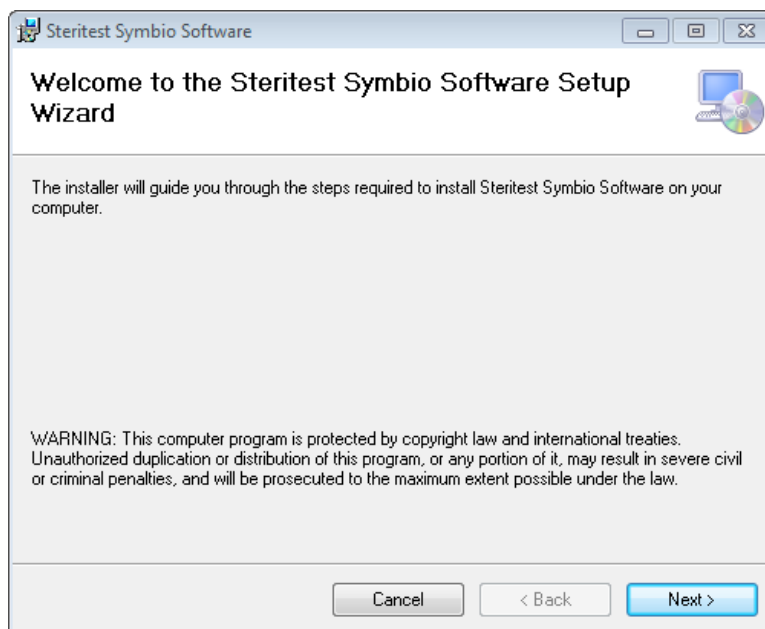 Steritest Symbio Software
Welcome to the Steritest Symbio Software Setup
Wizard
The installer will guide you through the steps required to install Steritest Symbio Software on your
computer.
WARNING: This computer program is protected by copyright law and international treaties.
Unauthorized duplication or distribution of this program, or any portion of it, may result in severe civil
or criminal penalties, and will be prosecuted to the maximum extent possible under the law.
Cancel < Back Next >